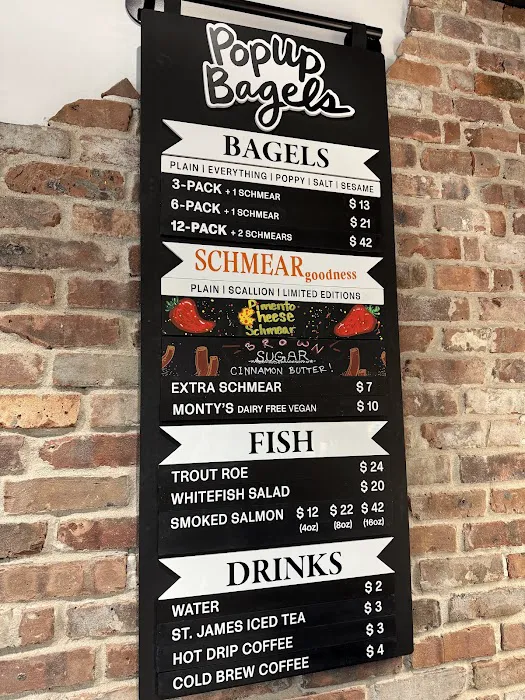 PopUp
Bagels
BAGELS
PLAIN | EVERYTHING | POPPY | SALT | SESAME
3-PACK + 1 SCHMEAR $ 13
6-PACK + 1 SCHMEAR $ 21
12-PACK + 2 SCHMEARS $ 42
SCHMEAR goodness
PLAIN | SCALLION | LIMITED EDITIONS
Pimento
Cheese
Schmear
BROWN
SUGAR
CINNAMON BUTTER!
EXTRA SCHMEAR $ 7
MONTY'S DAIRY FREE VEGAN $ 10
FISH
TROUT ROE $ 24
WHITEFISH SALAD $ 20
SMOKED SALMON $ 12 $ 22 $ 42
(4oz) (8oz) (16oz)
DRINKS
WATER $ 2
ST. JAMES ICED TEA $ 3
HOT DRIP COFFEE $ 3
COLD BREW COFFEE $ 4